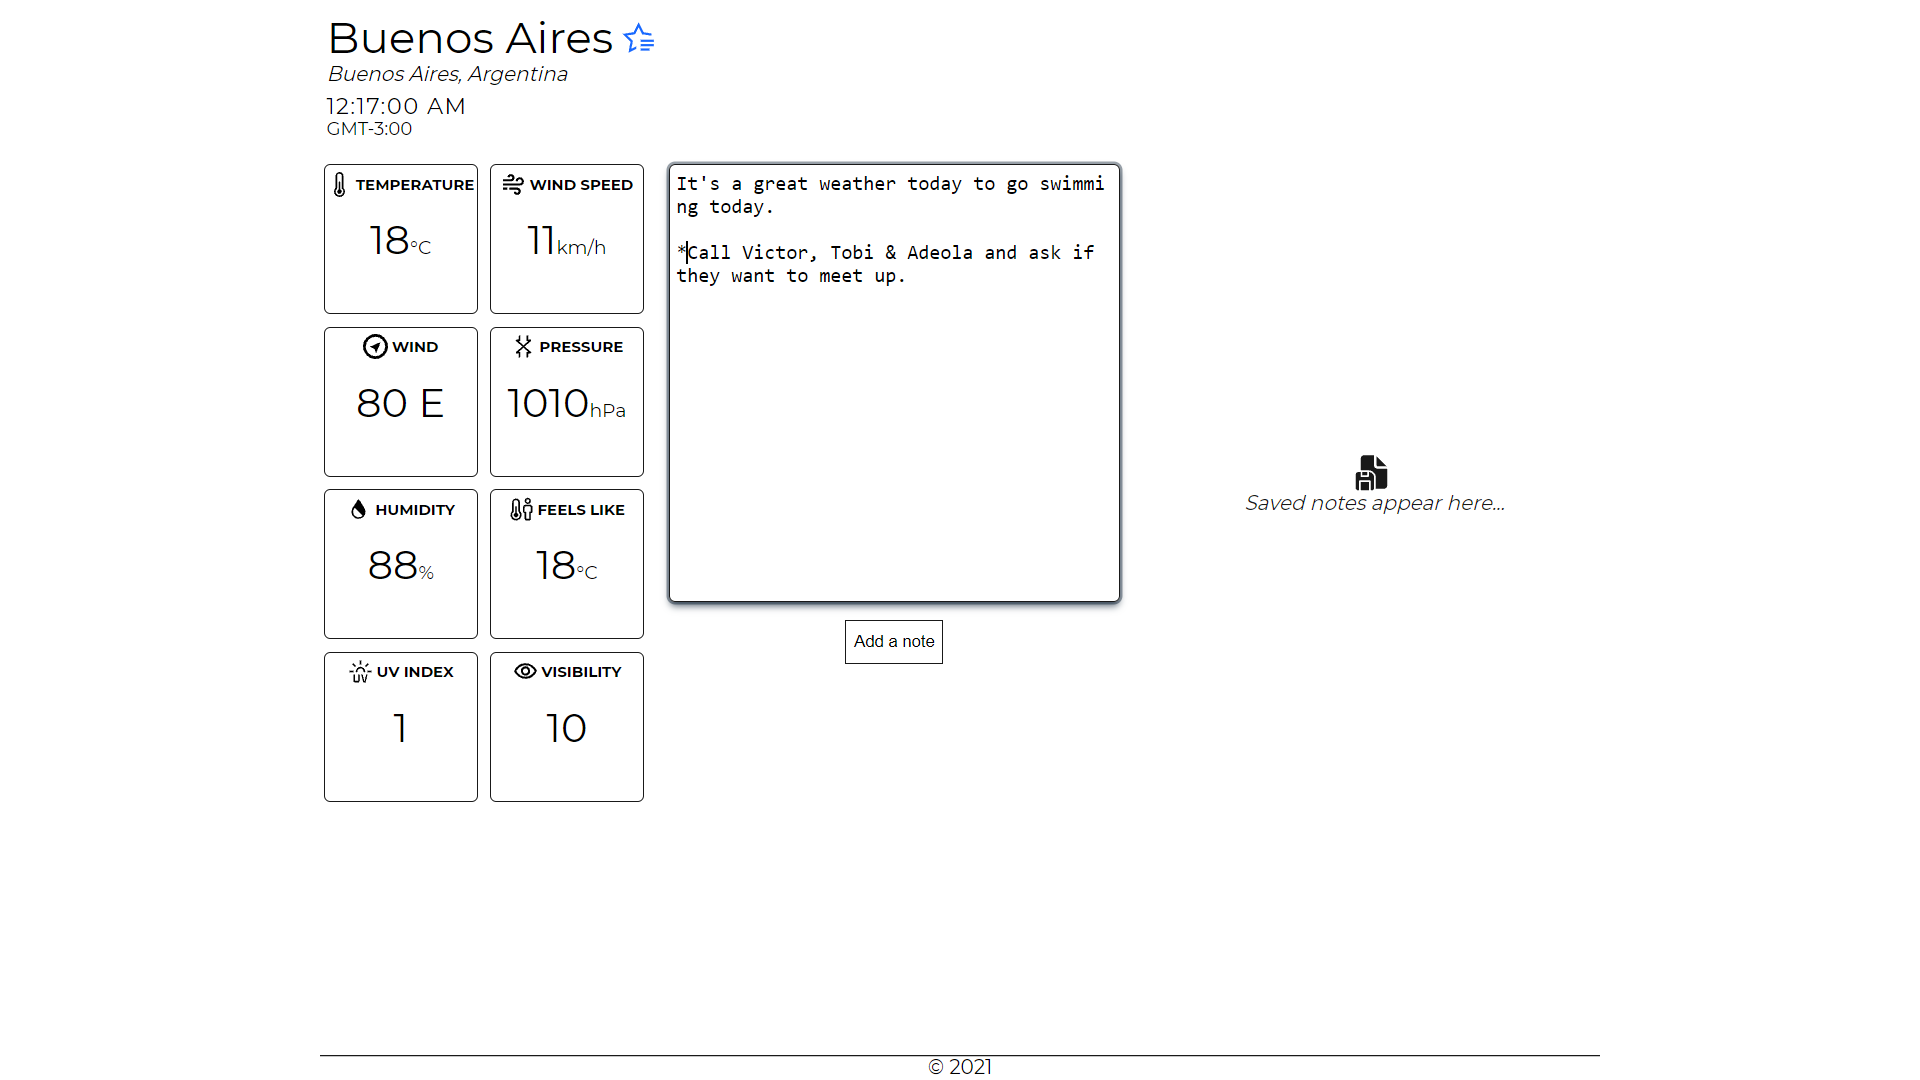 Buenos Aires
Buenos Aires, Argentina
12:17:00 AM
GMT-3:00
TEMPERATURE
18°C
WIND SPEED
11km/h
WIND
80 E
PRESSURE
1010hPa
HUMIDITY
88%
FEELS LIKE
18°C
UV INDEX
1
VISIBILITY
10
It's a great weather today to go swimmi
ng today.
*Call Victor, Tobi & Adeola and ask if
they want to meet up.
Add a note
Saved notes appear here...
© 2021